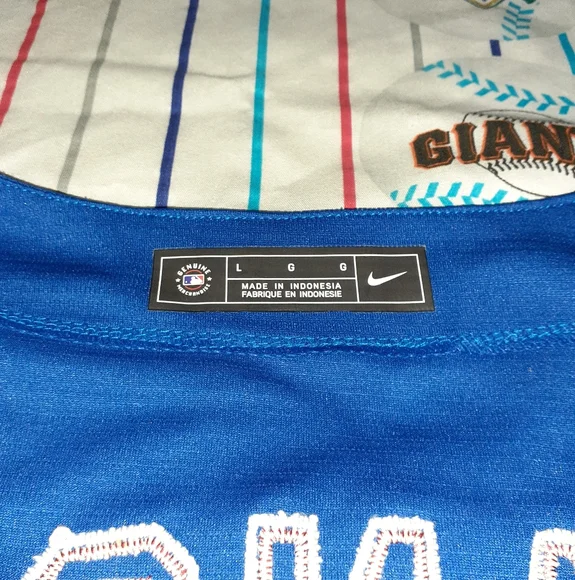 GIAN
GENUINE
MERCHANDISE
L G G
MADE IN INDONESIA
FABRIQUE EN INDONESIE